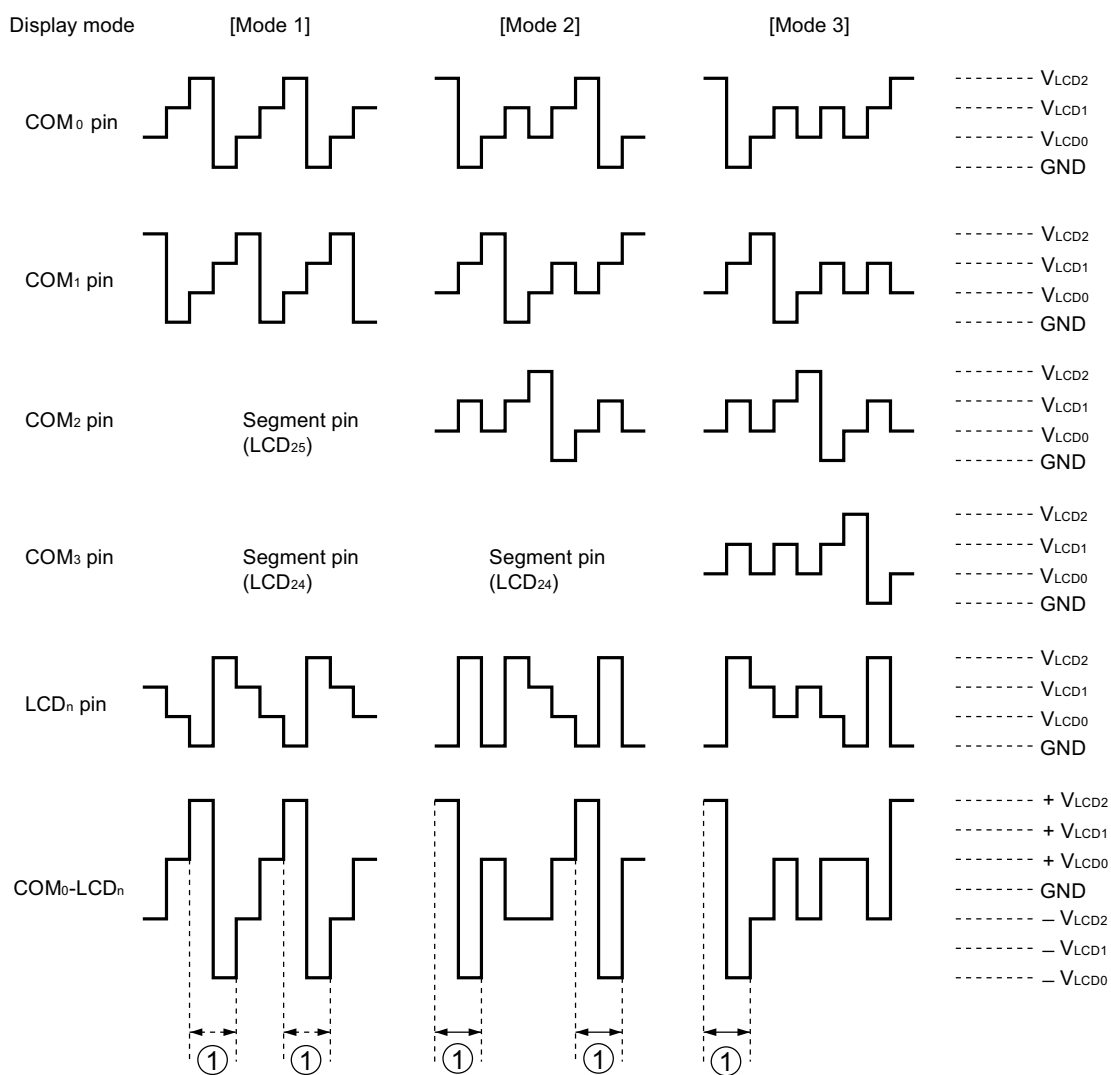 Display mode [Mode 1] [Mode 2] [Mode 3]
COM0 pin
VLCD2
VLCD1
VLCD0
GND
COM1 pin
VLCD2
VLCD1
VLCD0
GND
COM2 pin
Segment pin
(LCD25)
VLCD2
VLCD1
VLCD0
GND
COM3 pin
Segment pin
(LCD24)
Segment pin
(LCD24)
VLCD2
VLCD1
VLCD0
GND
LCDn pin
VLCD2
VLCD1
VLCD0
GND
COM0-LCDn
+ VLCD2
+ VLCD1
+ VLCD0
GND
– VLCD2
– VLCD1
– VLCD0
① ① ① ① ①